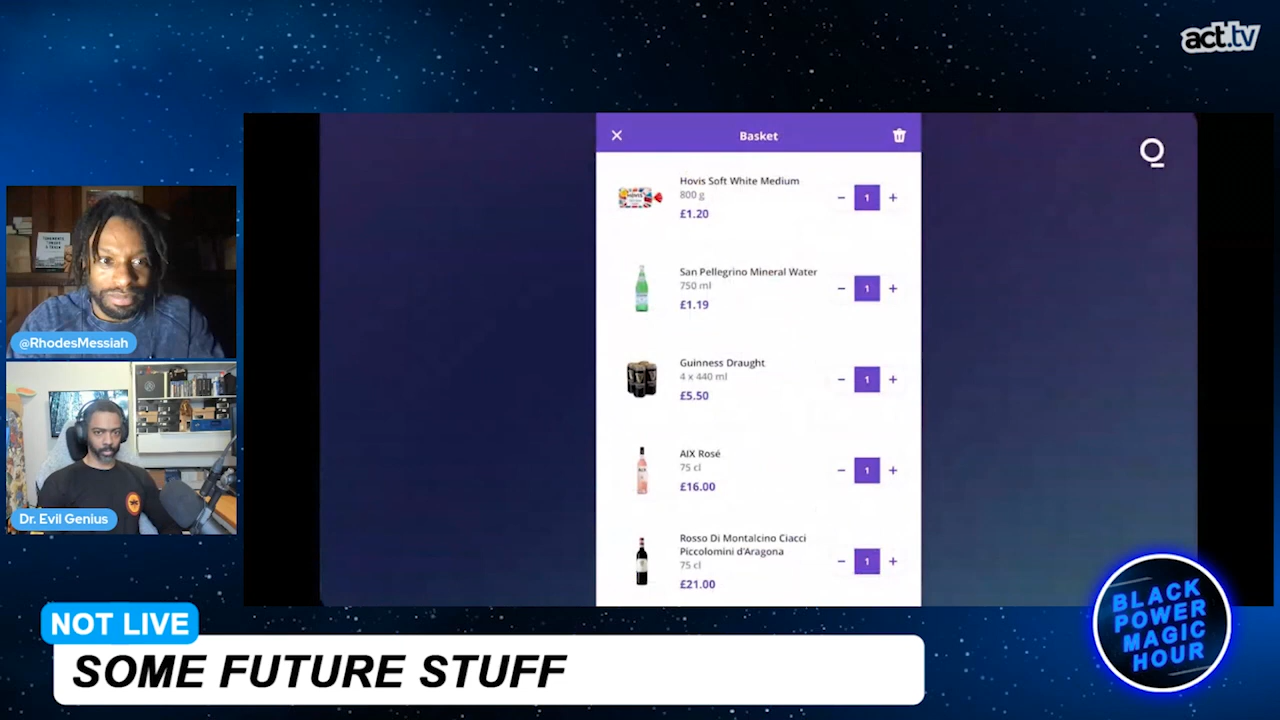 act.tv
Basket
Q
Hovis Soft White Medium
800 g
£1.20
1
HOVIS
San Pellegrino Mineral Water
750 ml
£1.19
1
Guinness Draught
4 x 440 ml
£5.50
1
AIX Rosé
75 cl
£16.00
1
Rosso Di Montalcino Ciacci
Piccolomini d'Aragona
75 cl
£21.00
1
@RhodesMessiah
Dr. Evil Genius
NOT LIVE
SOME FUTURE STUFF
BLACK
POWER
MAGIC
HOUR